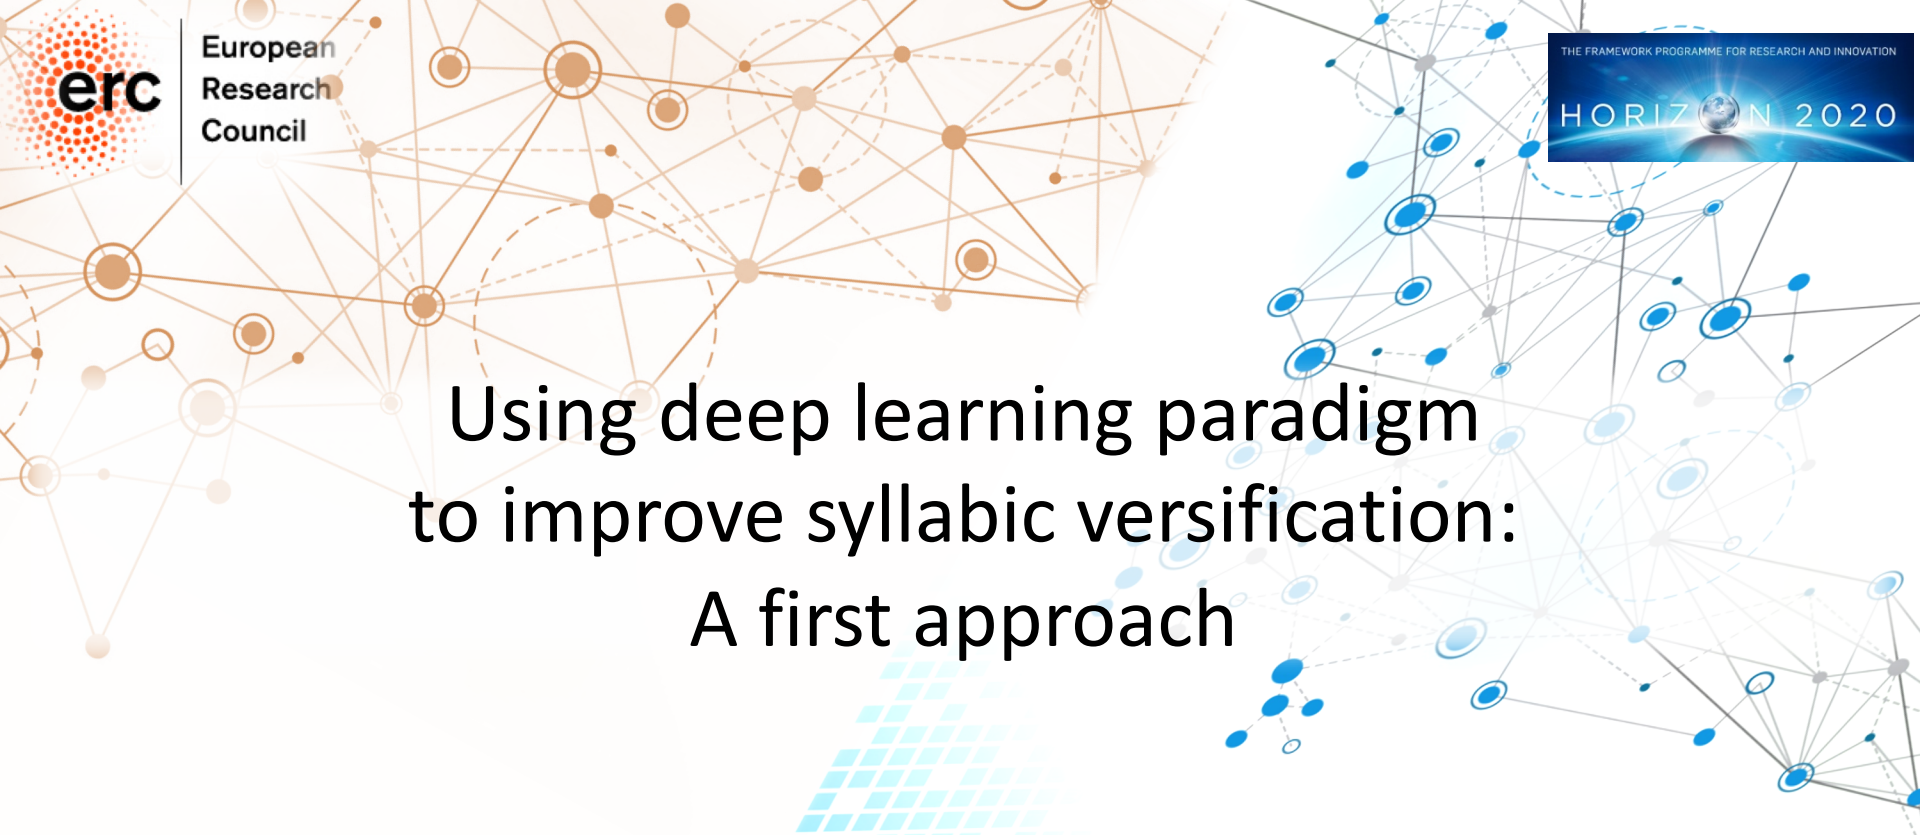 erc
European
Research
Council
THE FRAMEWORK PROGRAMME FOR RESEARCH AND INNOVATION
HORIZON 2020
Using deep learning paradigm
to improve syllabic versification:
A first approach